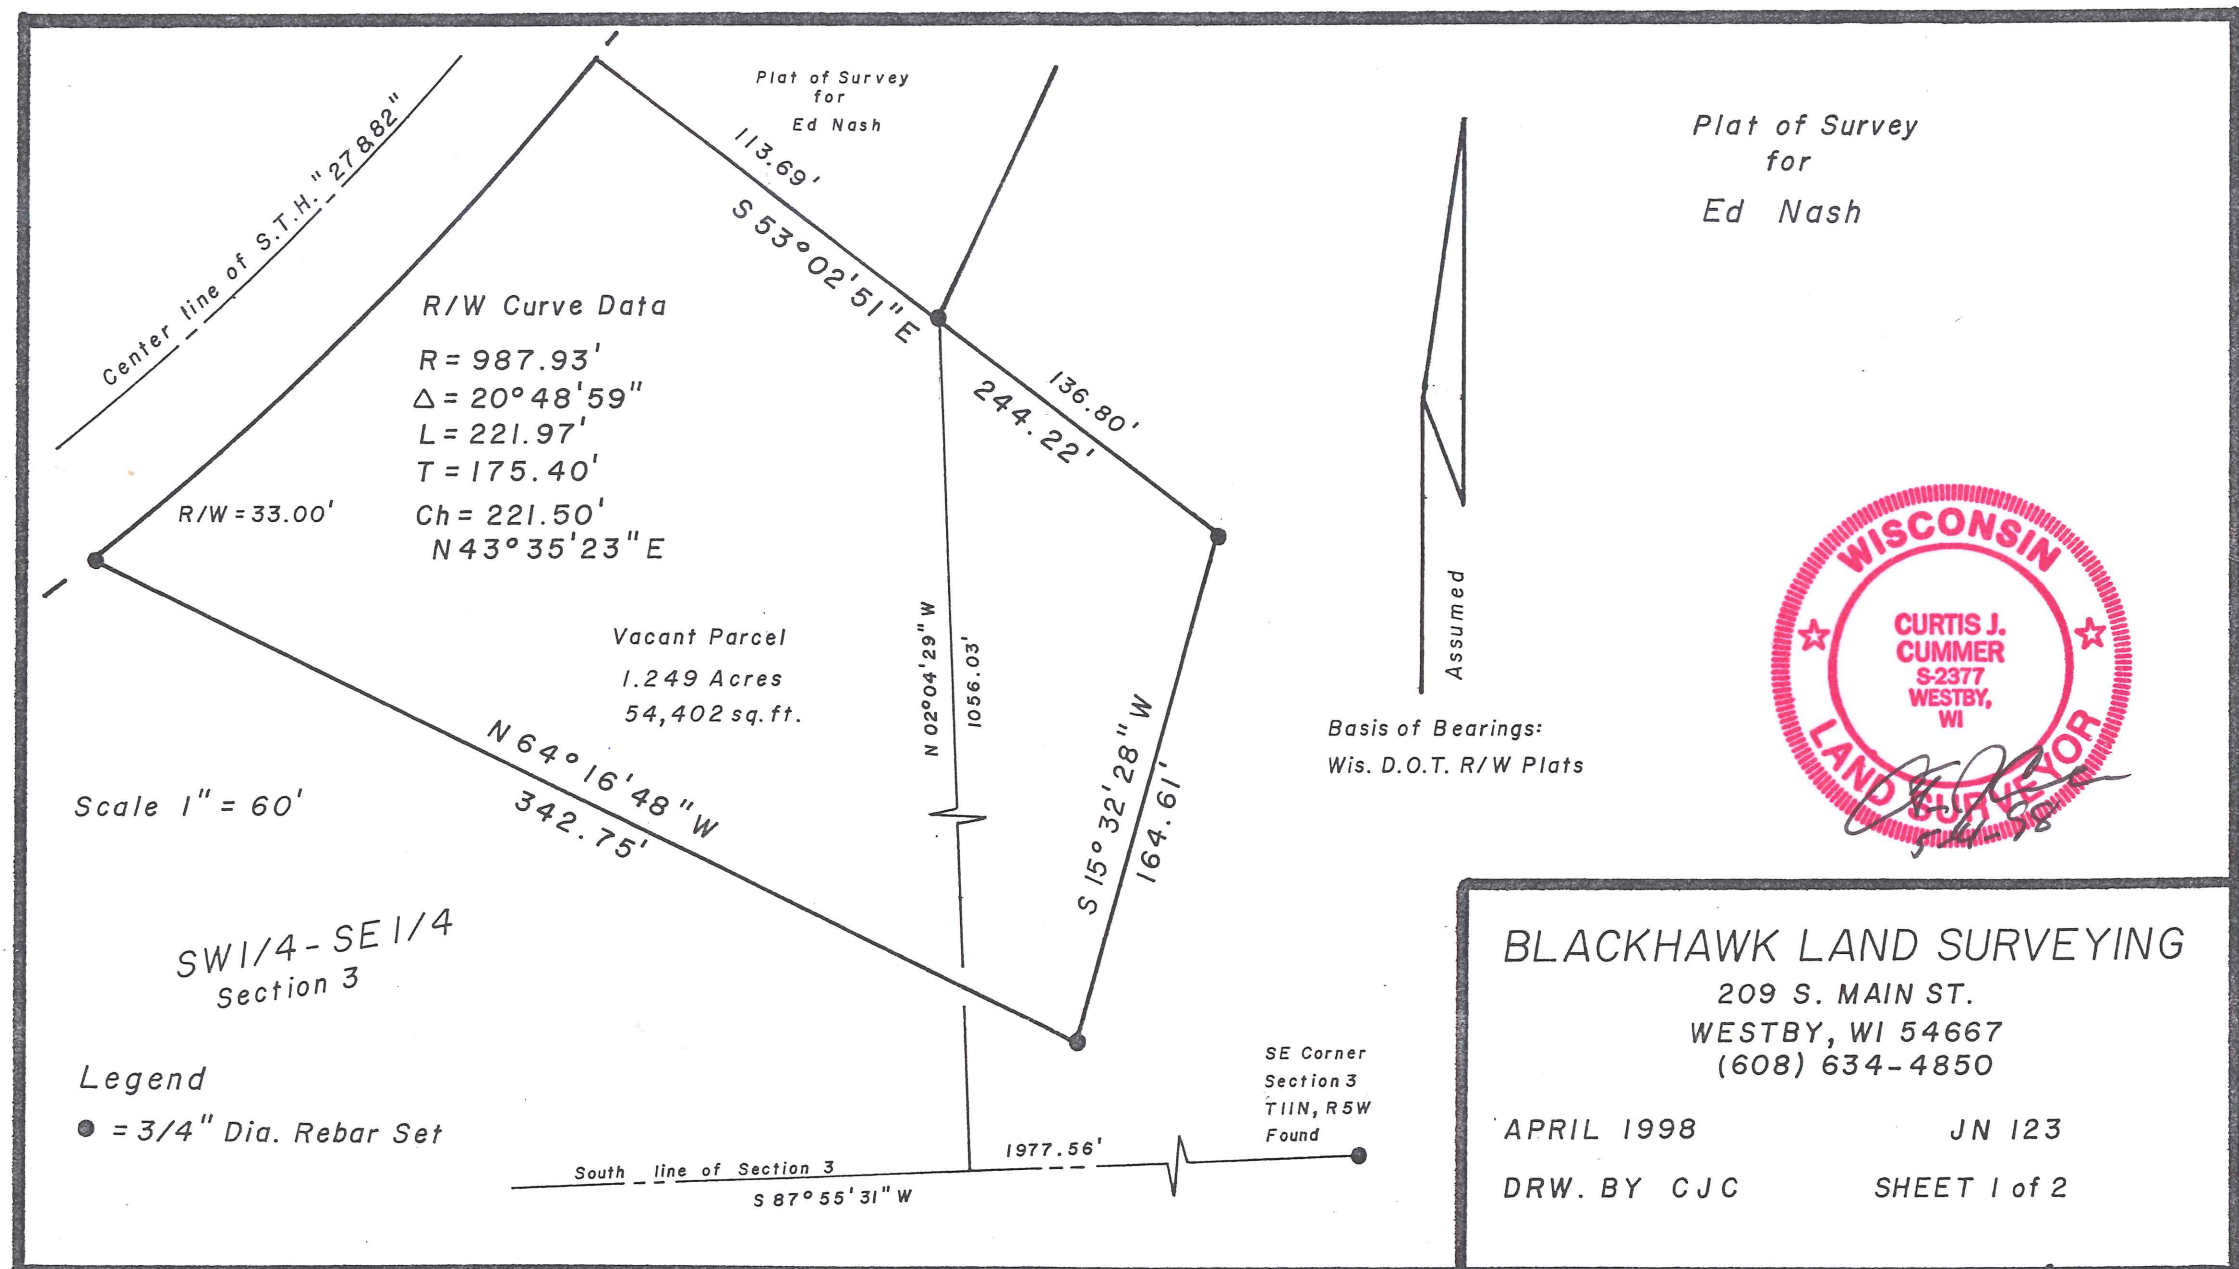 Plat of Survey
for
Ed Nash
Plat of Survey
for
Ed Nash
Center line of S.T.H. "27&82"
113.69'
S 53°02'51" E
R/W Curve Data
R = 987.93'
Δ = 20°48'59"
L = 221.97'
T = 175.40'
Ch = 221.50'
N 43°35'23" E
R/W = 33.00'
136.80'
244.22'
Assumed
Basis of Bearings:
Wis. D.O.T. R/W Plats
WISCONSIN
CURTIS J.
CUMMER
S-2377
WESTBY,
WI
LAND SURVEYOR
Vacant Parcel
1.249 Acres
54,402 sq. ft.
N 02°04'29" W
1056.03'
S 15°32'28" W
164.61'
N 64°16'48" W
342.75'
Scale 1" = 60'
SW1/4-SE1/4
Section 3
Legend
= 3/4" Dia. Rebar Set
SE Corner
Section 3
T11N, R5W
Found
1977.56'
South line of Section 3
S 87°55'31" W
BLACKHAWK LAND SURVEYING
209 S. MAIN ST.
WESTBY, WI 54667
(608) 634-4850
APRIL 1998 JN 123
DRW. BY CJC SHEET 1 of 2